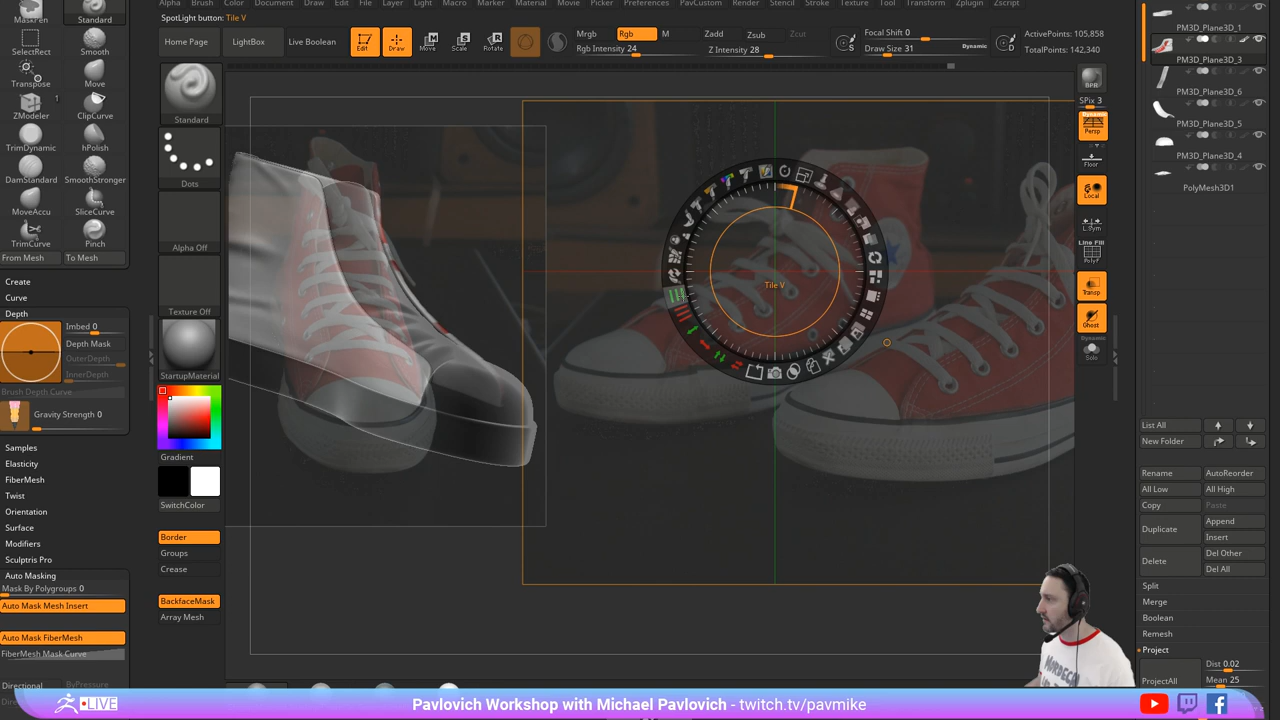 Alpha
Brush
Color
Document
Draw
Edit
File
Layer
Light
Macro
Marker
Material
Movie
Picker
Preferences
PavCustom
Render
Stencil
Stroke
Texture
Tool
Transform
Zplugin
Zscript
SpotLight button: Tile V
MaskPen
Standard
SelectRect
Smooth
Transpose
Move
1
ZModeler
ClipCurve
TrimDynamic
hPolish
DamStandard
SmoothStronger
MoveAccu
SliceCurve
TrimCurve
Pinch
From Mesh
To Mesh
Create
Curve
Depth
Imbed 0
Depth Mask
OuterDepth
InnerDepth
Brush Depth Curve
Gravity Strength 0
Samples
Elasticity
FiberMesh
Twist
Orientation
Surface
Modifiers
Sculptris Pro
Auto Masking
Mask By Polygroups 0
Auto Mask Mesh Insert
Auto Mask FiberMesh
FiberMesh Mask Curve
Directional
ByPressure
Home Page
LightBox
Live Boolean
Edit
Draw
Move
Scale
Rotate
Mrgb
Rgb
M
Rgb Intensity 24
Zadd
Zsub
Zcut
Z Intensity 28
S
Focal Shift 0
Draw Size 31
Dynamic
D
ActivePoints: 105,858
TotalPoints: 142,340
Standard
Dots
Alpha Off
Texture Off
StartupMaterial
Gradient
SwitchColor
Border
Groups
Crease
BackfaceMask
Array Mesh
Tile V
BPR
SPix 3
Dynamic
Persp
Floor
Local
L.Sym
Line Fill
PolyF
Transp
Ghost
Dynamic
Solo
PM3D_Plane3D_1
PM3D_Plane3D_3
PM3D_Plane3D_6
PM3D_Plane3D_5
PM3D_Plane3D_4
PolyMesh3D1
List All
New Folder
Rename
AutoReorder
All Low
All High
Copy
Paste
Duplicate
Append
Insert
Delete
Del Other
Del All
Split
Merge
Boolean
Remesh
Project
ProjectAll
Dist 0.02
Mean 25
LIVE
Pavlovich Workshop with Michael Pavlovich - twitch.tv/pavmike